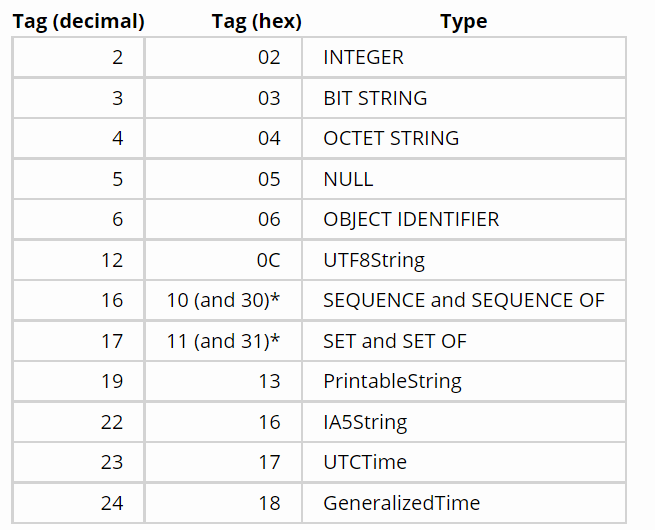 Tag (decimal) Tag (hex) Type
2 02 INTEGER
3 03 BIT STRING
4 04 OCTET STRING
5 05 NULL
6 06 OBJECT IDENTIFIER
12 0C UTF8String
16 10 (and 30)* SEQUENCE and SEQUENCE OF
17 11 (and 31)* SET and SET OF
19 13 PrintableString
22 16 IA5String
23 17 UTCTime
24 18 GeneralizedTime